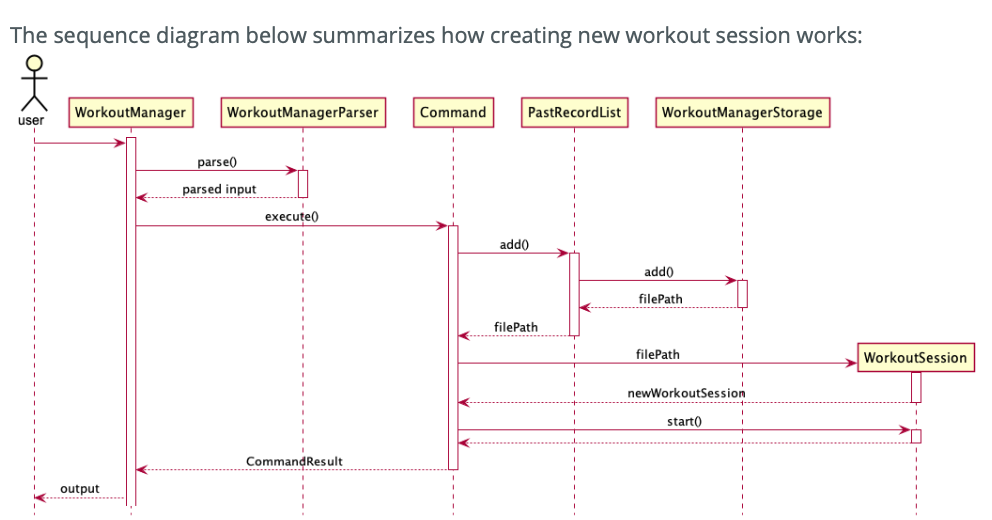 The sequence diagram below summarizes how creating new workout session works:
user
WorkoutManager
WorkoutManagerParser
Command
PastRecordList
WorkoutManagerStorage
parse()
parsed input
execute()
add()
add()
filePath
filePath
filePath
WorkoutSession
newWorkoutSession
start()
CommandResult
output